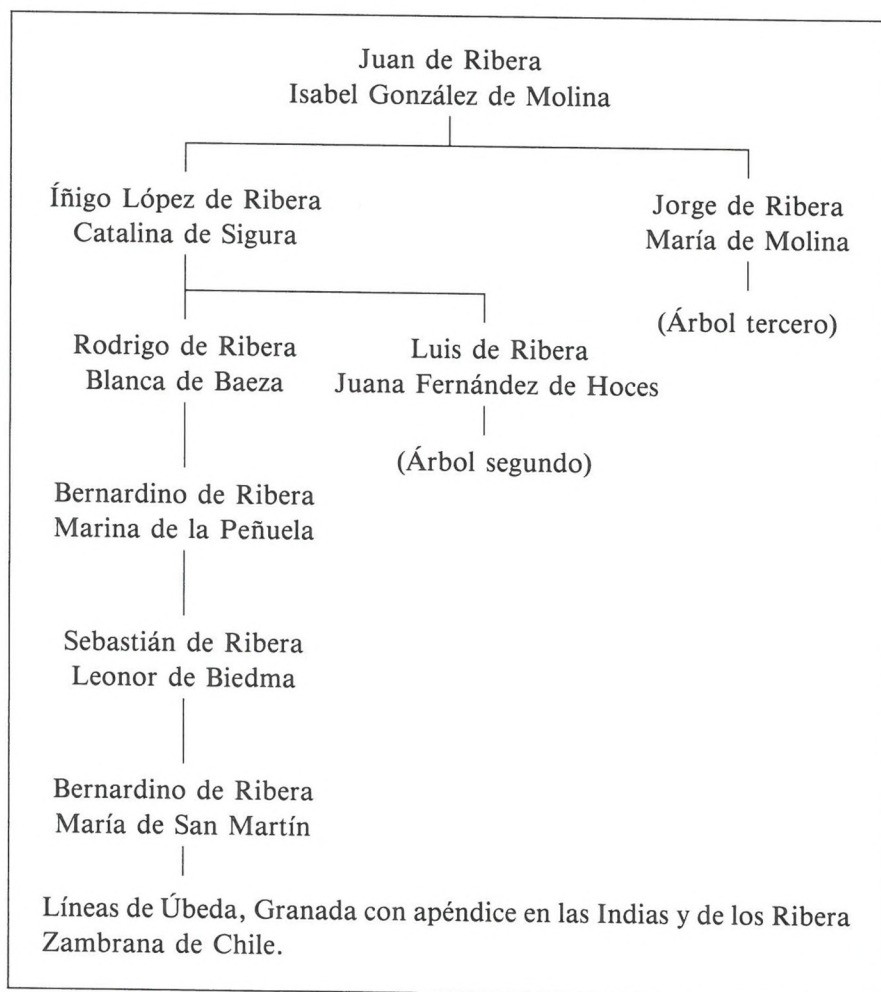 Juan de Ribera
Isabel González de Molina
Íñigo López de Ribera
Catalina de Sigura
Jorge de Ribera
María de Molina
(Árbol tercero)
Rodrigo de Ribera
Blanca de Baeza
Luis de Ribera
Juana Fernández de Hoces
(Árbol segundo)
Bernardino de Ribera
Marina de la Peñuela
Sebastián de Ribera
Leonor de Biedma
Bernardino de Ribera
María de San Martín
Líneas de Úbeda, Granada con apéndice en las Indias y de los Ribera
Zambrana de Chile.